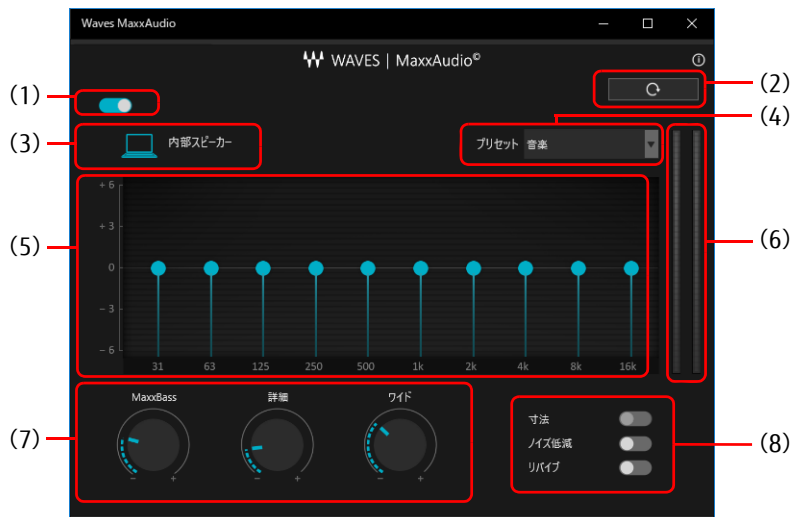 Waves MaxxAudio
WAVES | MaxxAudio©
(1)
(2)
(3)
内部スピーカー
(4)
プリセット 音楽
(5)
+ 6
+ 3
0
− 3
− 6
31 63 125 250 500 1k 2k 4k 8k 16k
(6)
(7)
MaxxBass 詳細 ワイド
− + − + − +
寸法
ノイズ低減
リバイブ
(8)